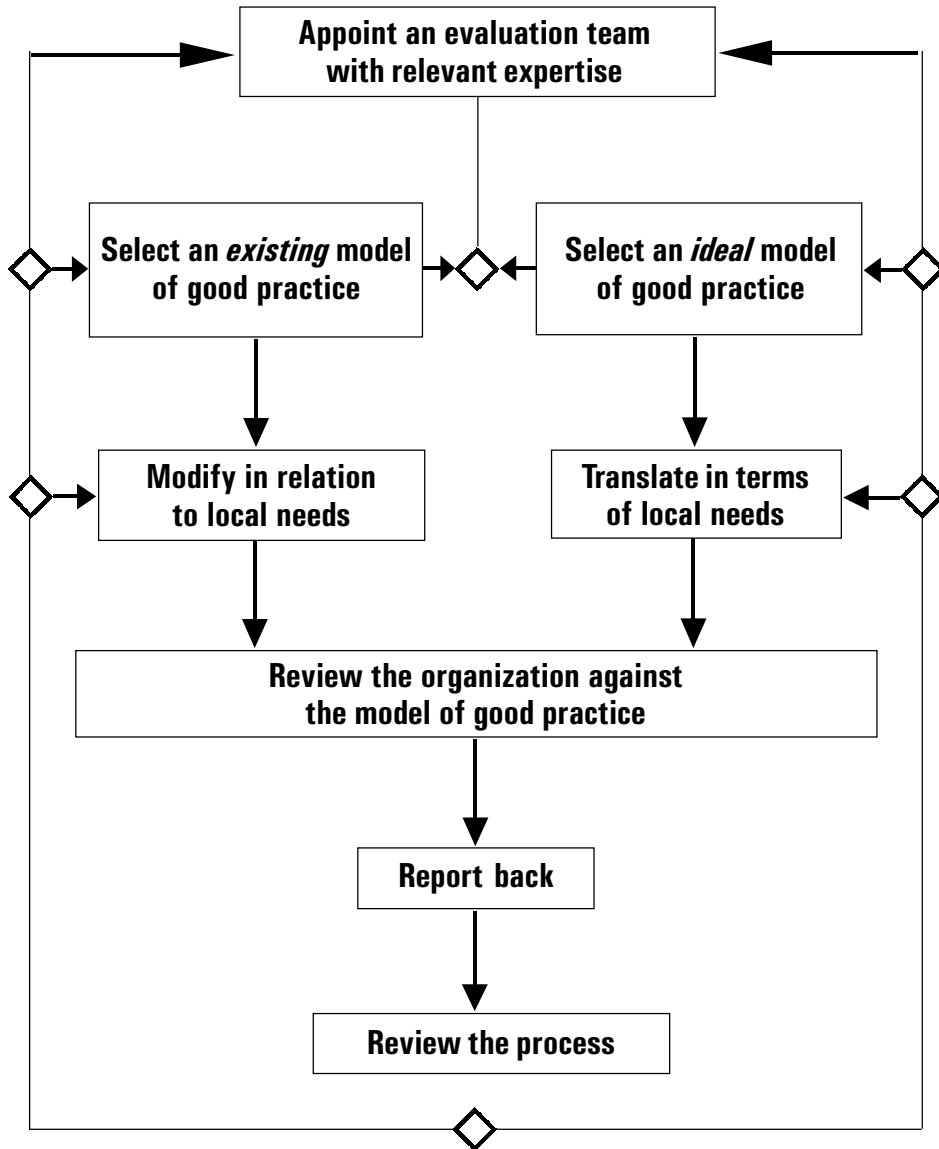 Appoint an evaluation team
with relevant expertise
Select an existing model
of good practice
Select an ideal model
of good practice
Modify in relation
to local needs
Translate in terms
of local needs
Review the organization against
the model of good practice
Report back
Review the process